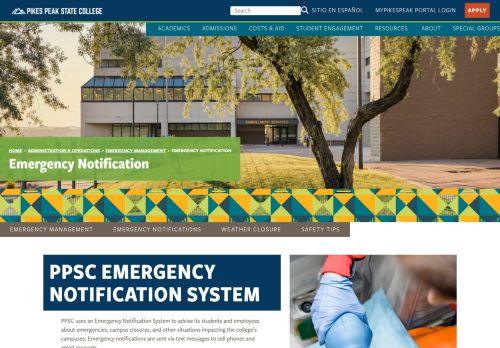 PIKES PEAK STATE COLLEGE
Search
SITIO EN ESPAÑOL
MYPIKESPEAK PORTAL LOGIN
APPLY
ACADEMICS ADMISSIONS COSTS & AID STUDENT ENGAGEMENT RESOURCES ABOUT SPECIAL GROUPS
ENROLLMENT SERVICES
HOME > ADMINISTRATION & OPERATIONS > EMERGENCY MANAGEMENT > EMERGENCY NOTIFICATION
Emergency Notification
EMERGENCY MANAGEMENT EMERGENCY NOTIFICATIONS WEATHER CLOSURE SAFETY TIPS
PPSC EMERGENCY
NOTIFICATION SYSTEM
PPSC uses an Emergency Notification System to advise its students and employees
about emergencies, campus closures, and other situations impacting the college's
campuses. Emergency notifications are sent via text messages to cell phones and
email accounts.